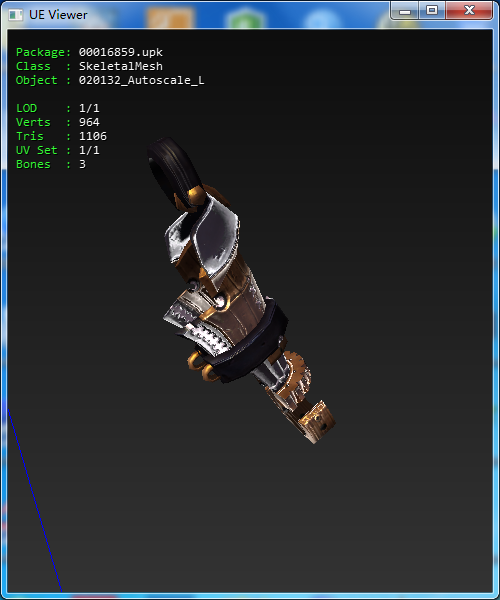 UE Viewer
Package: 00016859.upk
Class  : SkeletalMesh
Object : 020132_Autoscale_L
LOD    : 1/1
Verts  : 964
Tris   : 1106
UV Set : 1/1
Bones  : 3